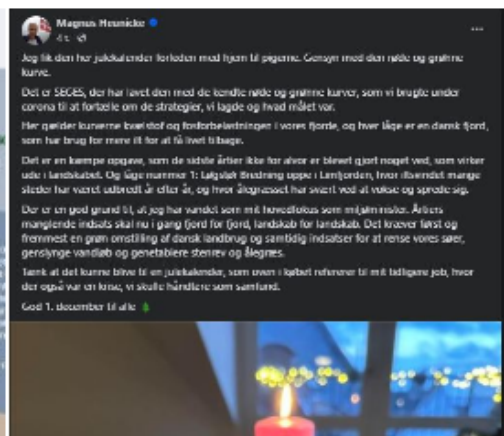 Magnus Heunicke
Jeg fik den her julekalender forleden med hjem til pigerne. Gensyn med den røde og grønne
kurve.
Det er SEGES, der har lavet den med de kendte røde og grønne kurver, som vi brugte under
corona til at fortælle om de strategier, vi lagde og hvad målet var.
Her gælder kurverne kvælstof og fosforbelastningen i vores fjorde, og hver låge er en dansk fjord,
som har brug for mere ilt for at få livet tilbage.
Det er en kæmpe opgave, som de sidste årtier ikke for alvor er blevet gjort noget ved, som virker
ude i landskabet. Og låge nummer 1: Løgstør Bredning oppe i Limfjorden, hvor iltsvindet mange
steder har været udbredt år efter år, og hvor ålegræsset har svært ved at vokse og sprede sig.
Der er en god grund til, at jeg har vandet som mit hovedfokus som miljøminister. Årtiers
manglende indsats skal nu i gang fjord for fjord, landskab for landskab. Det kræver først og
fremmest en grøn omstilling af dansk landbrug og samtidig indsatser for at rense vores søer,
genslynge vandløb og genetablere stenrev og ålegræs.
Tænk at det kunne blive til en julekalender, som oven i købet refererer til mit tidligere job, hvor
der også var en krise, vi skulle håndtere som samfund.
God 1. december til alle